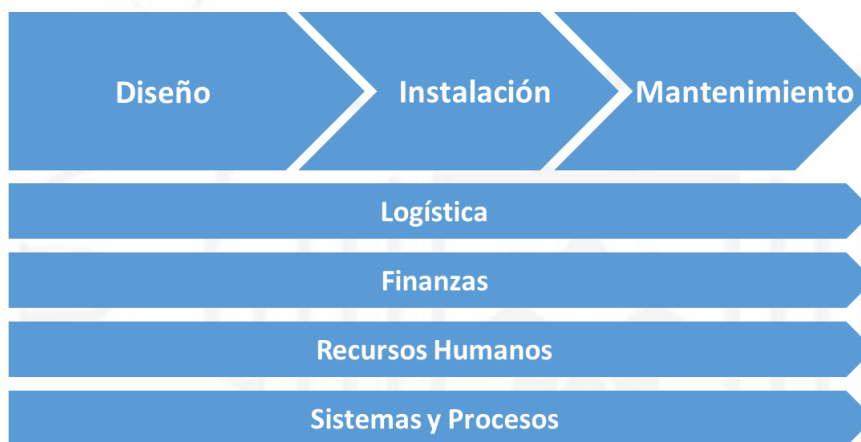 Diseño
Instalación
Mantenimiento
Logística
Finanzas
Recursos Humanos
Sistemas y Procesos